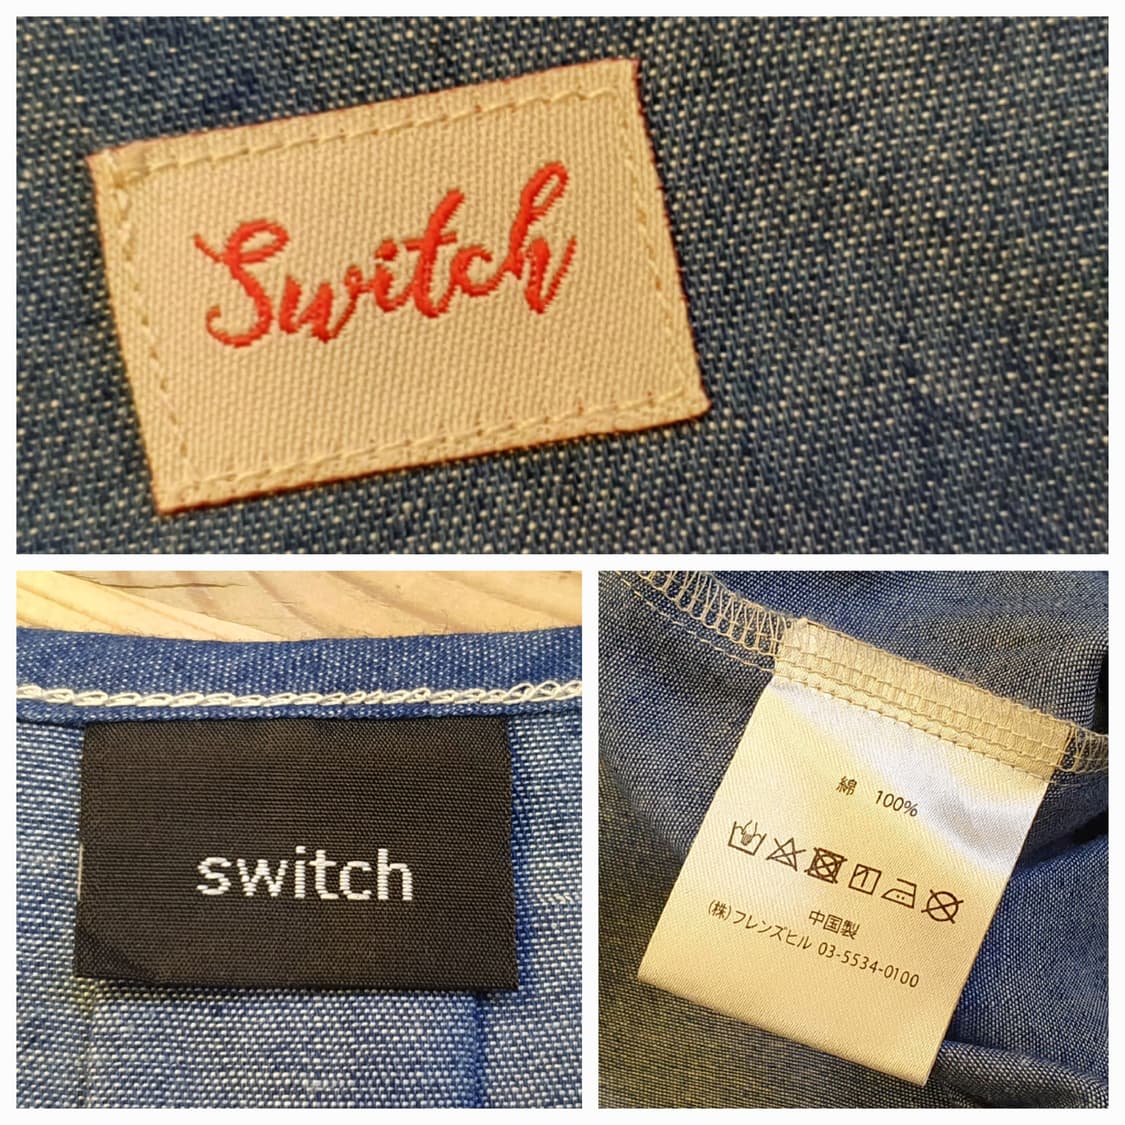 Switch
switch
綿 100%
中国製
(株)フレンズヒル 03-5534-0100